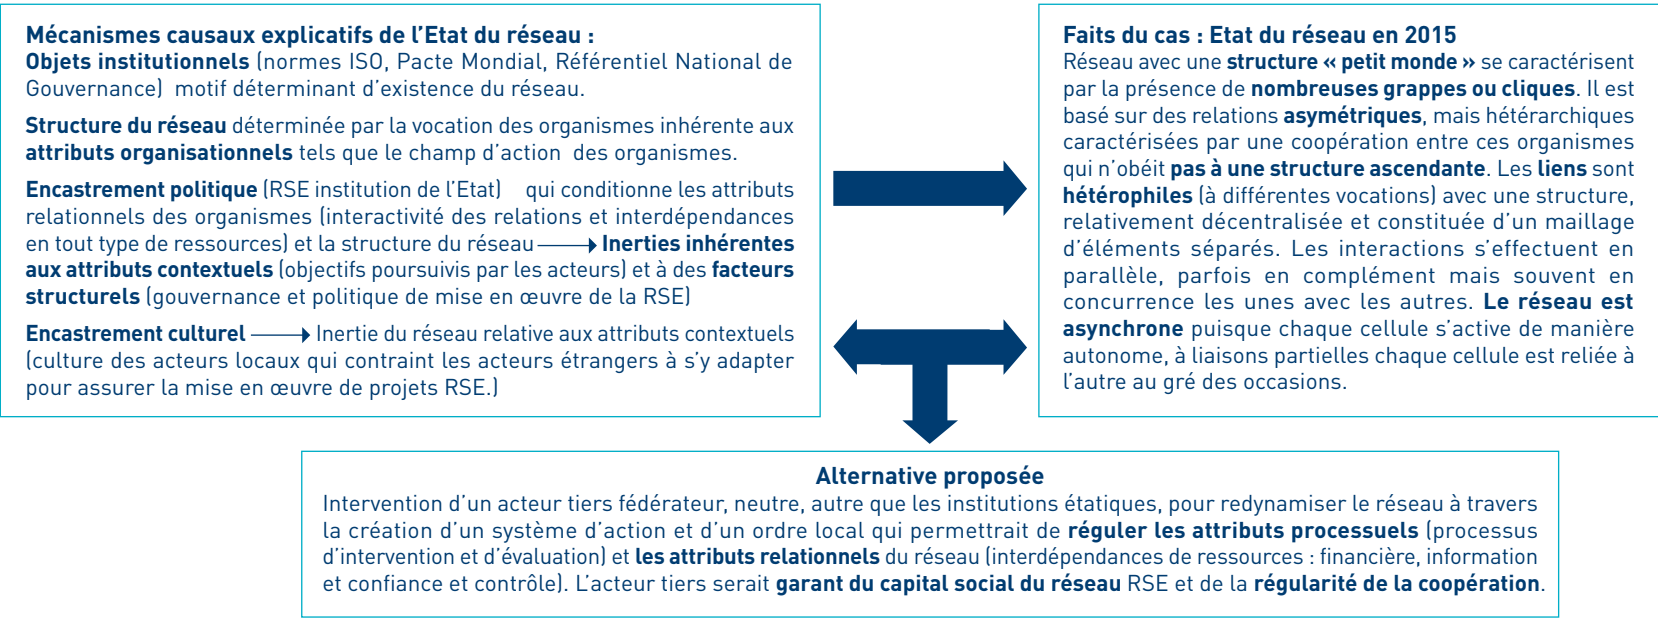 Mécanismes causaux explicatifs de l’Etat du réseau :
Objets institutionnels (normes ISO, Pacte Mondial, Référentiel National de
Gouvernance) motif déterminant d’existence du réseau.
Structure du réseau déterminée par la vocation des organismes inhérente aux
attributs organisationnels tels que le champ d’action des organismes.
Encastrement politique (RSE institution de l’Etat) qui conditionne les attributs
relationnels des organismes (interactivité des relations et interdépendances
en tout type de ressources) et la structure du réseau → Inerties inhérentes
aux attributs contextuels (objectifs poursuivis par les acteurs) et à des facteurs
structurels (gouvernance et politique de mise en œuvre de la RSE)
Encastrement culturel → Inertie du réseau relative aux attributs contextuels
(culture des acteurs locaux qui contraint les acteurs étrangers à s’y adapter
pour assurer la mise en œuvre de projets RSE.)
Faits du cas : Etat du réseau en 2015
Réseau avec une structure « petit monde » se caractérisent
par la présence de nombreuses grappes ou cliques. Il est
basé sur des relations asymétriques, mais hétérarchiques
caractérisées par une coopération entre ces organismes
qui n’obéit pas à une structure ascendante. Les liens sont
hétérophiles (à différentes vocations) avec une structure,
relativement décentralisée et constituée d’un maillage
d’éléments séparés. Les interactions s’effectuent en
parallèle, parfois en complément mais souvent en
concurrence les unes avec les autres. Le réseau est
asynchrone puisque chaque cellule s’active de manière
autonome, à liaisons partielles chaque cellule est reliée à
l’autre au gré des occasions.
Alternative proposée
Intervention d’un acteur tiers fédérateur, neutre, autre que les institutions étatiques, pour redynamiser le réseau à travers
la création d’un système d’action et d’un ordre local qui permettrait de réguler les attributs processuels (processus
d’intervention et d’évaluation) et les attributs relationnels du réseau (interdépendances de ressources : financière, information
et confiance et contrôle). L’acteur tiers serait garant du capital social du réseau RSE et de la régularité de la coopération.